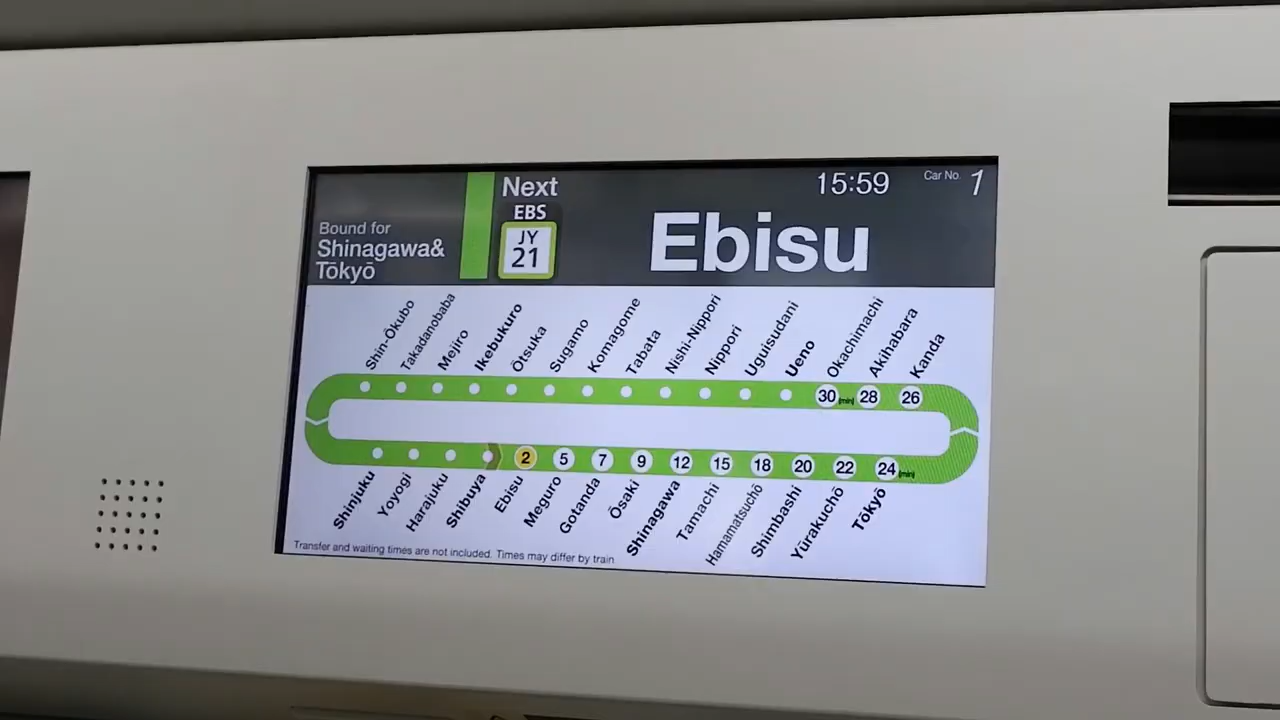 Bound for
Shinagawa&
Tōkyō
Next
EBS
JY
21
Ebisu
15:59
Car No. 1
Shin-Ōkubo
Takadanobaba
Mejiro
Ikebukuro
Ōtsuka
Sugamo
Komagome
Tabata
Nishi-Nippori
Nippori
Uguisudani
Ueno
Okachimachi
Akihabara
Kanda
30 (min) 28 26
2 5 7 9 12 15 18 20 22 24 (min)
Shinjuku
Yoyogi
Harajuku
Shibuya
Ebisu
Meguro
Gotanda
Ōsaki
Shinagawa
Tamachi
Hamamatsuchō
Shimbashi
Yūrakuchō
Tōkyō
Transfer and waiting times are not included. Times may differ by train